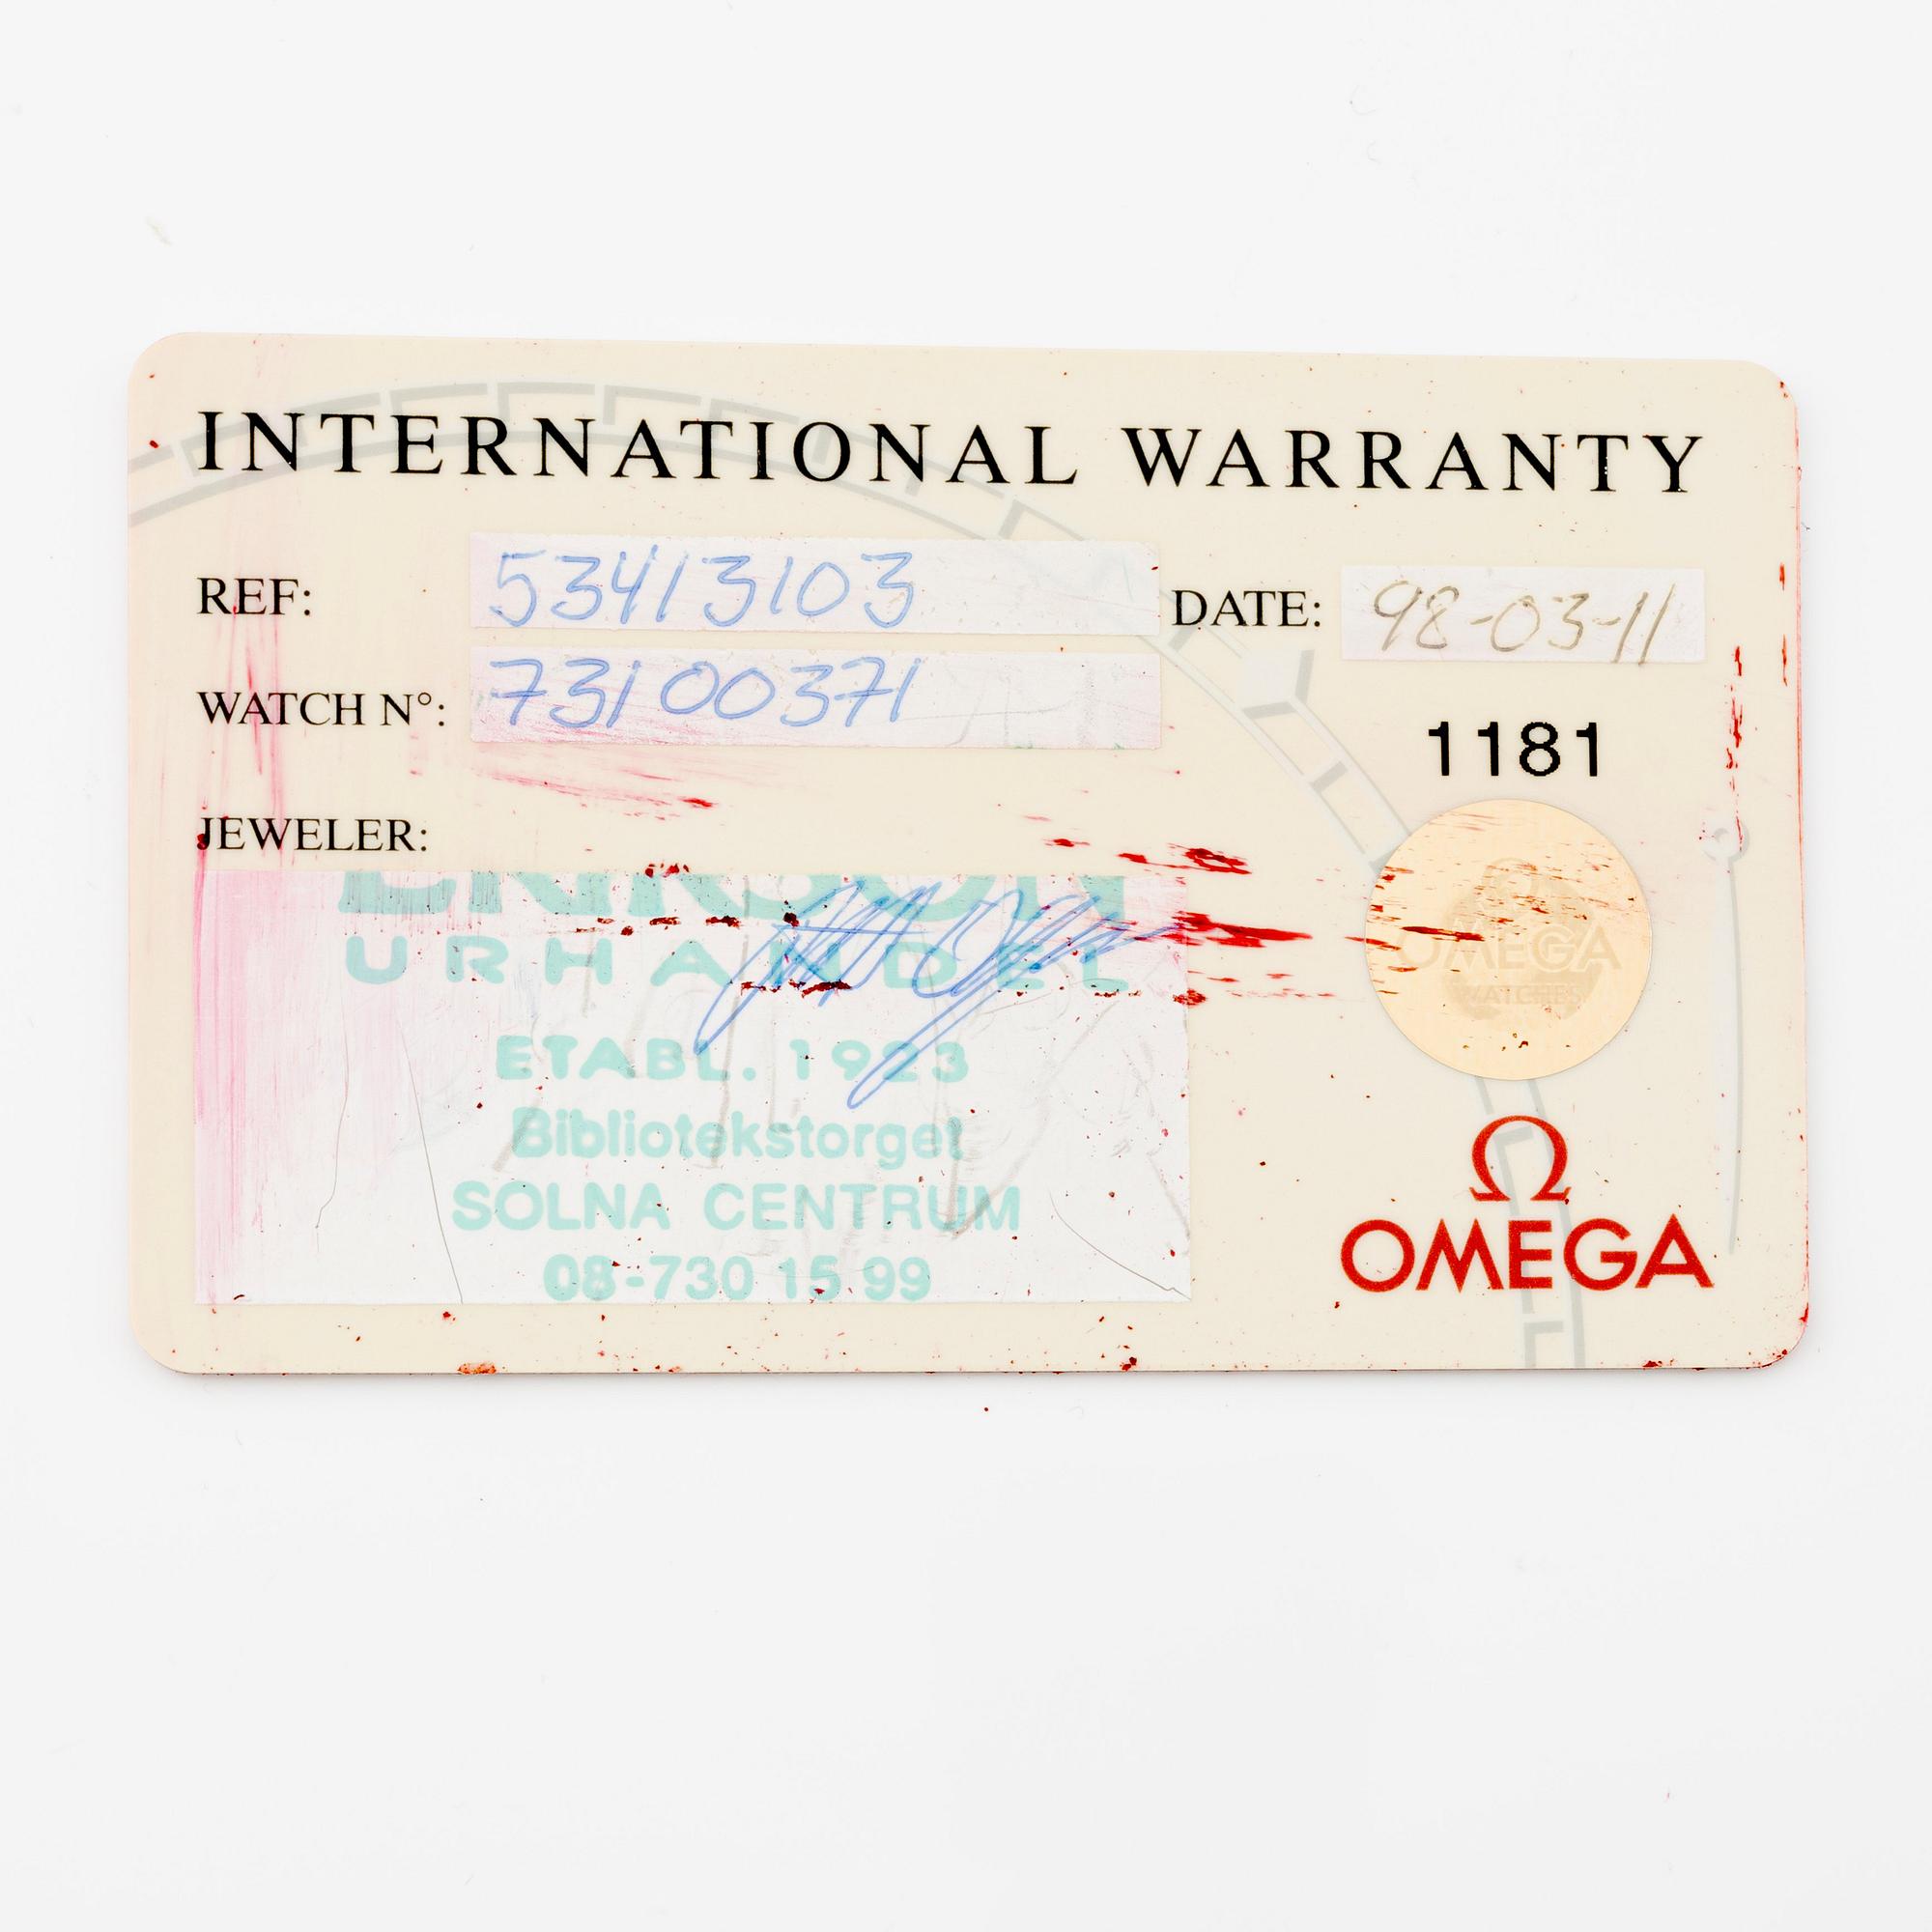 INTERNATIONAL WARRANTY
REF: 53413103 DATE: 98-03-11
WATCH N°: 73100371
1181
JEWELER:
URHANDEL
ETABL. 1923
Bibliotekstorget
SOLNA CENTRUM
08-730 15 99
OMEGA
WATCHES
Ω
OMEGA